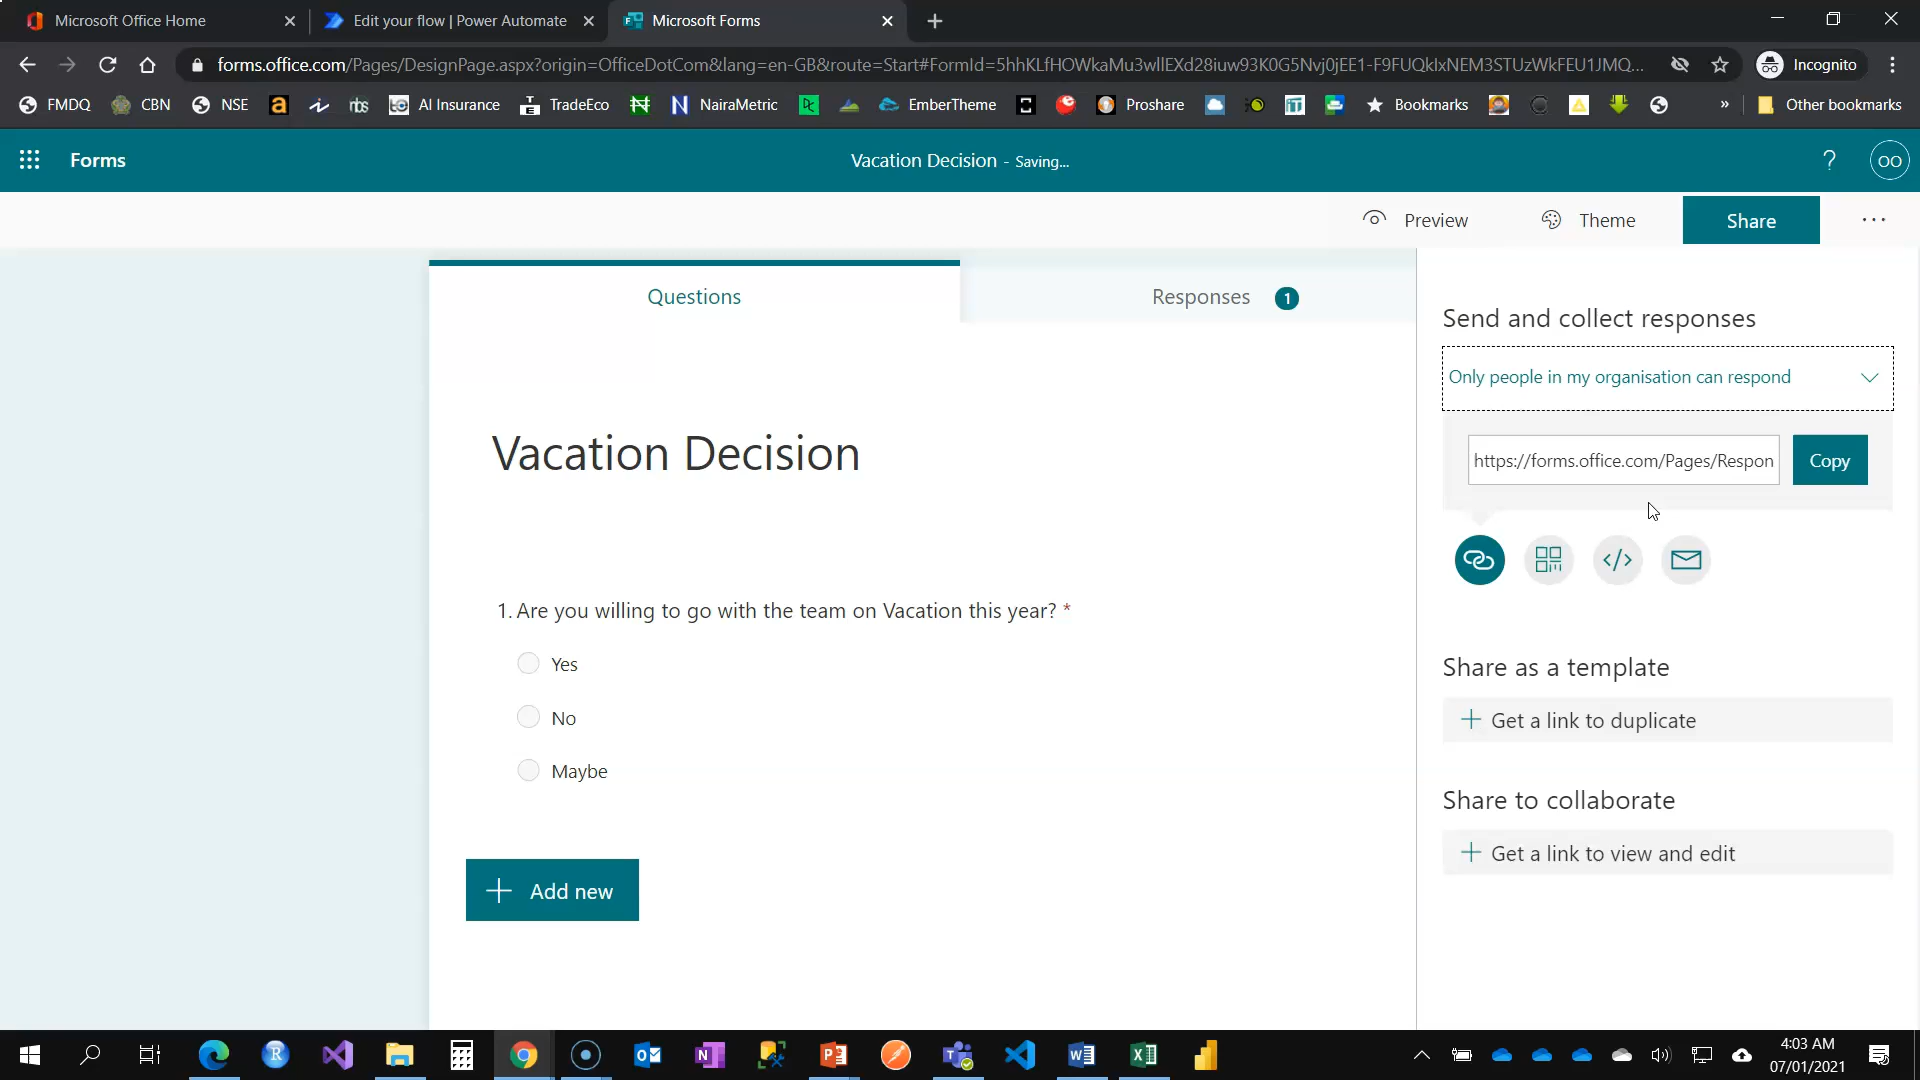 Microsoft Office Home
Edit your flow | Power Automate
Microsoft Forms
forms.office.com/Pages/DesignPage.aspx?origin=OfficeDotCom&lang=en-GB&route=Start#FormId=5hhKLfHOWkaMu3wllEXd28iuw93K0G5Nvj0jEE1-F9FUQklxNEM3STUzWkFEU1JMQ...
Incognito
FMDQ
CBN
NSE
AI Insurance
TradeEco
NairaMetric
EmberTheme
Proshare
Bookmarks
»
Other bookmarks
Forms
Vacation Decision - Saving...
?
OO
Preview
Theme
Share
...
Questions
Responses
1
Send and collect responses
Only people in my organisation can respond
https://forms.office.com/Pages/Respon
Copy
Vacation Decision
1. Are you willing to go with the team on Vacation this year? *
Yes
No
Maybe
Share as a template
+ Get a link to duplicate
Share to collaborate
+ Get a link to view and edit
+ Add new
4:03 AM
07/01/2021